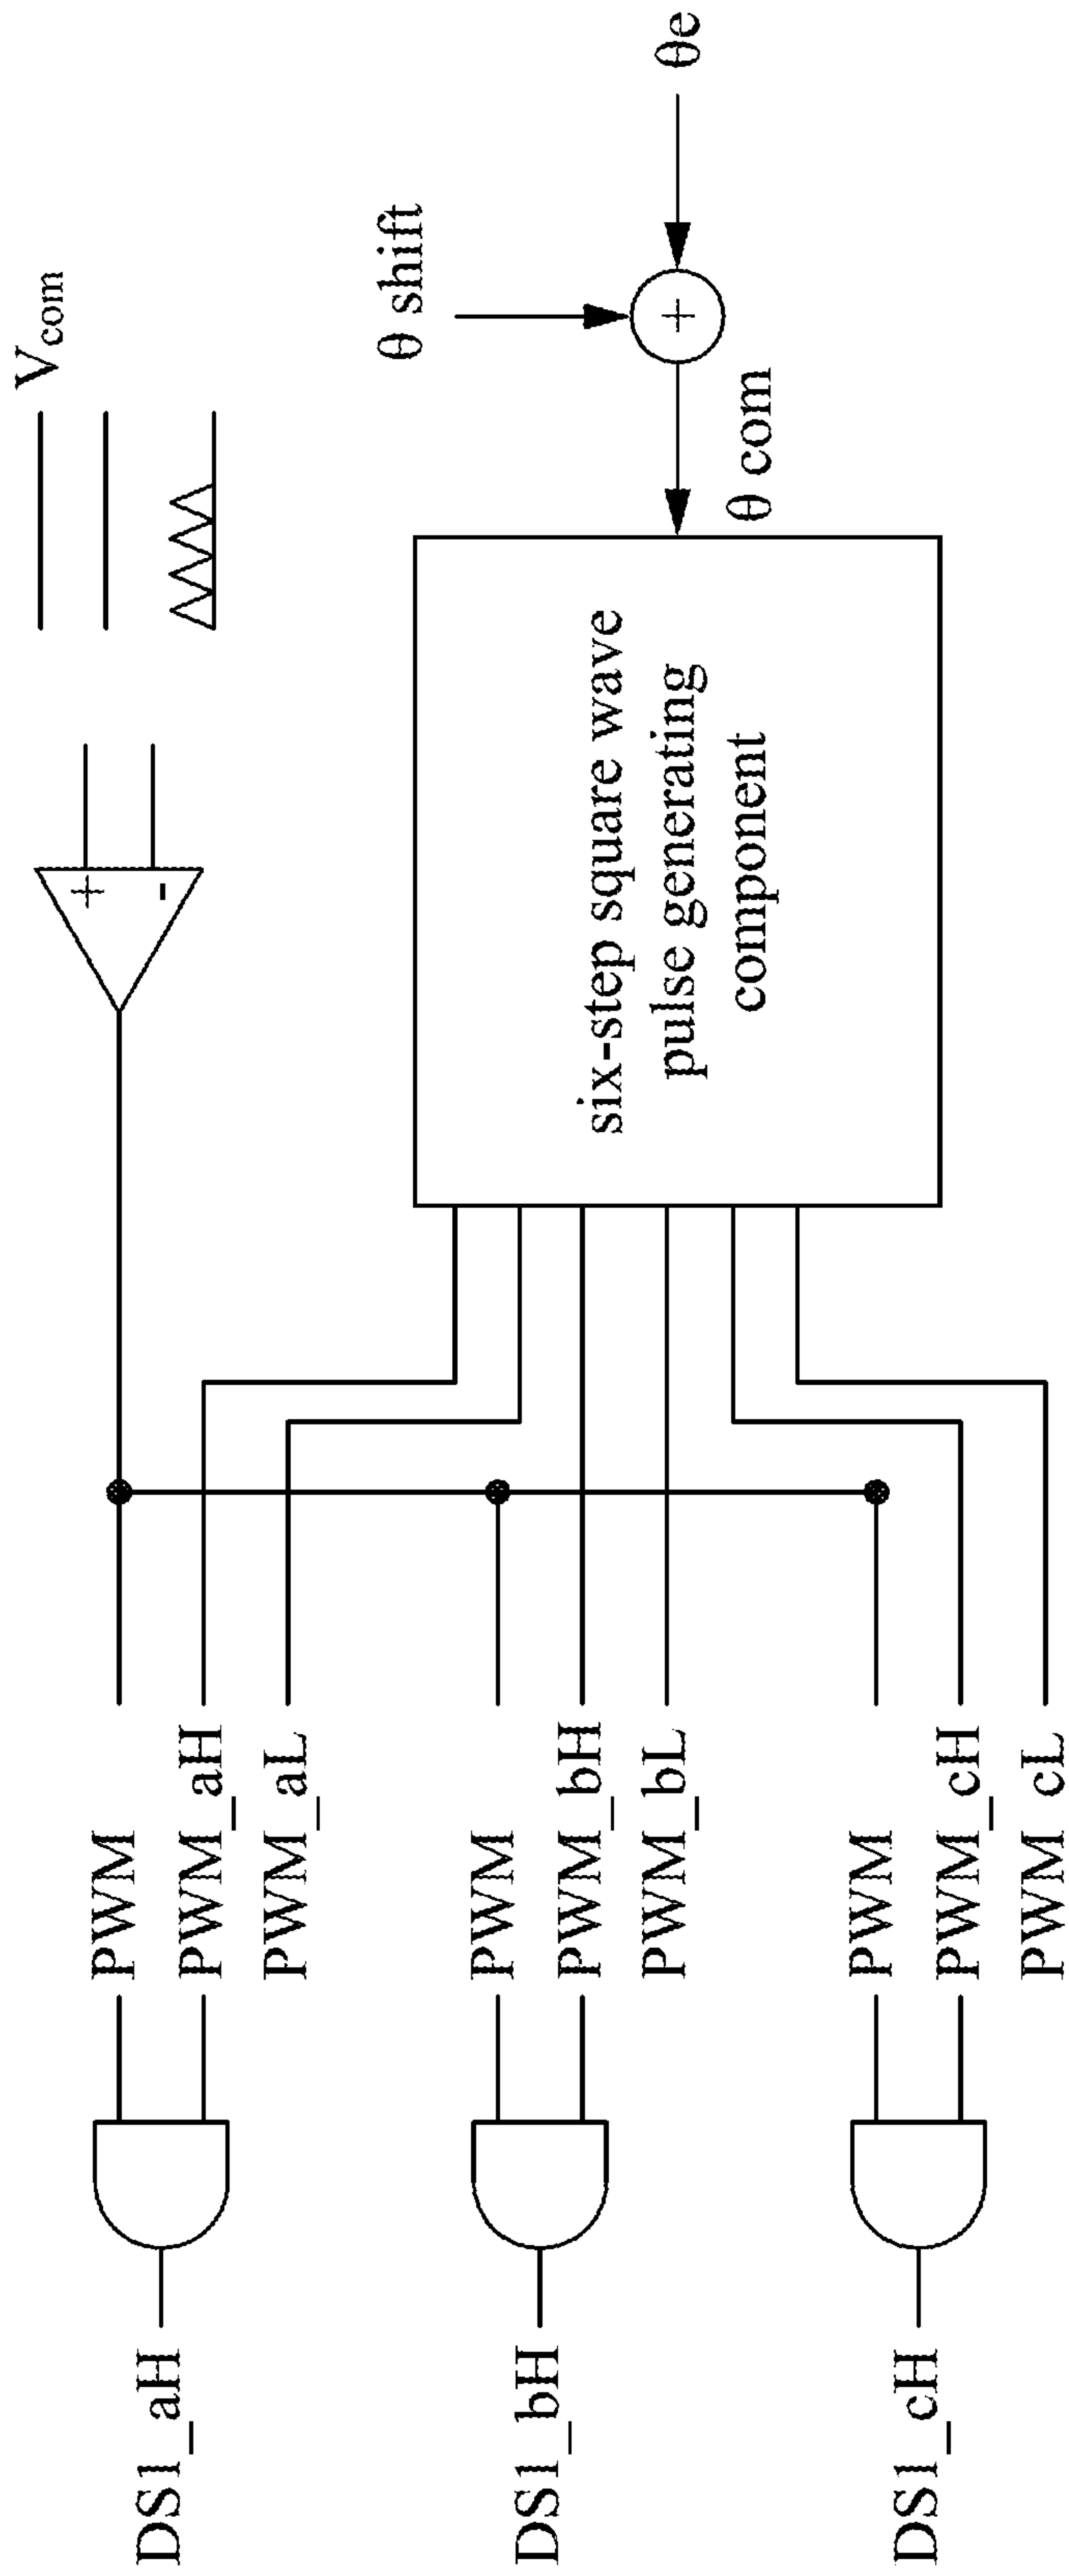 V com
θ shift
θe
+
-
+
θ com
six-step square wave
pulse generating
component
PWM
PWM_aH
PWM_aL
PWM
PWM_bH
PWM_bL
PWM
PWM_cH
PWM_cL
DS1_aH
DS1_bH
DS1_cH